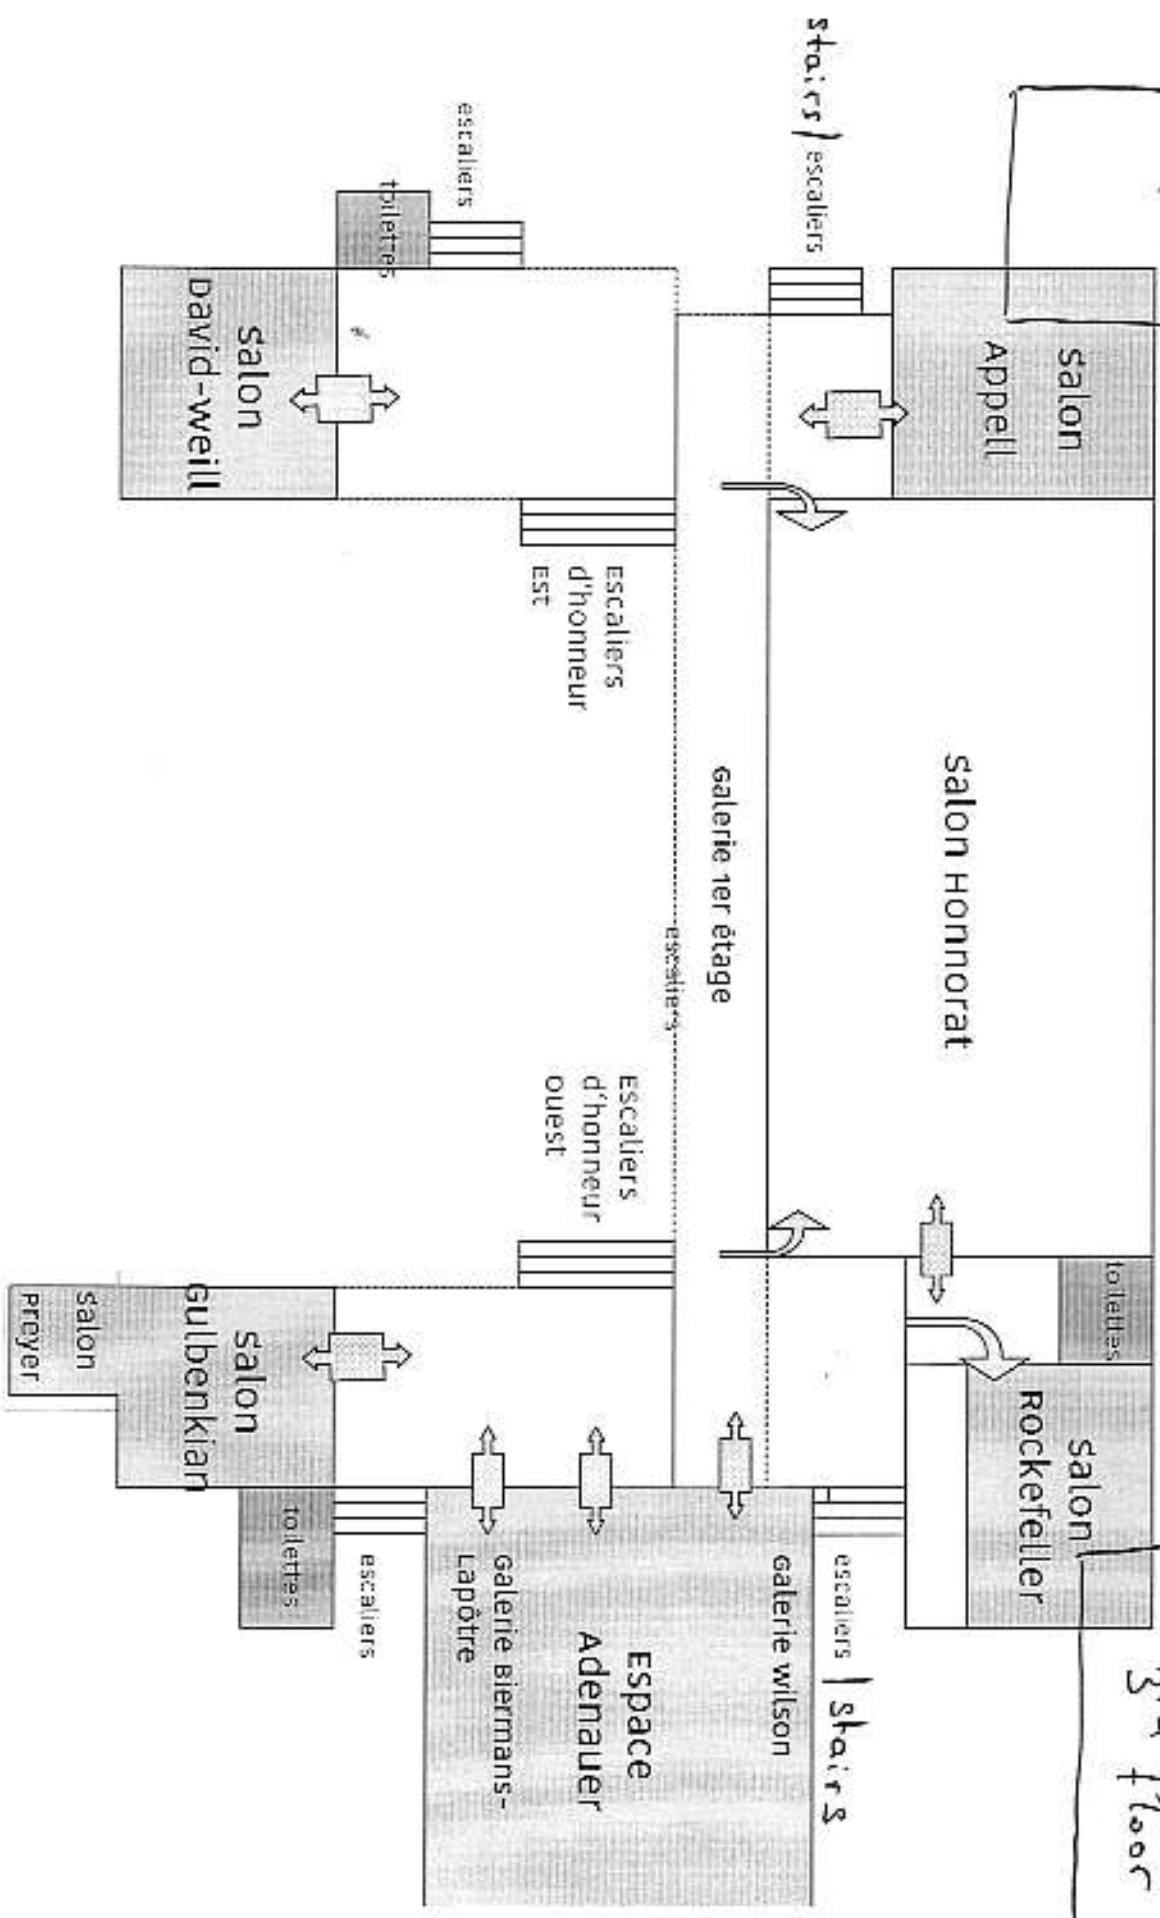 stairs/
escaliers
salon
Appell
escaliers
toilettes
salon
David-Weill
Escaliers
d'honneur
Est
salon Honnorat
Galerie 1er étage
escaliers
Escaliers
d'honneur
ouest
toilettes
salon
Rockefeller
floor
salon
Gulbenkian
salon
Preyer
toilettes
escaliers
Galerie Wilson
escaliers / stairs
Espace
Adenauer
Galerie Biermans-
Lapôtre